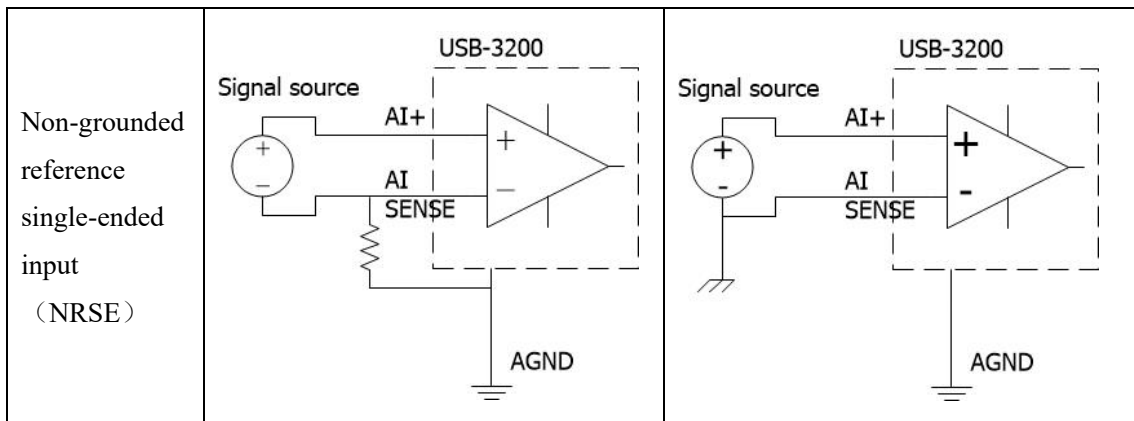 Non-grounded
reference
single-ended
input
（NRSE）
USB-3200
Signal source
AI+
+
+
−
−
AI
SENSE
AGND
USB-3200
Signal source
AI+
+
+
-
-
AI
SENSE
AGND